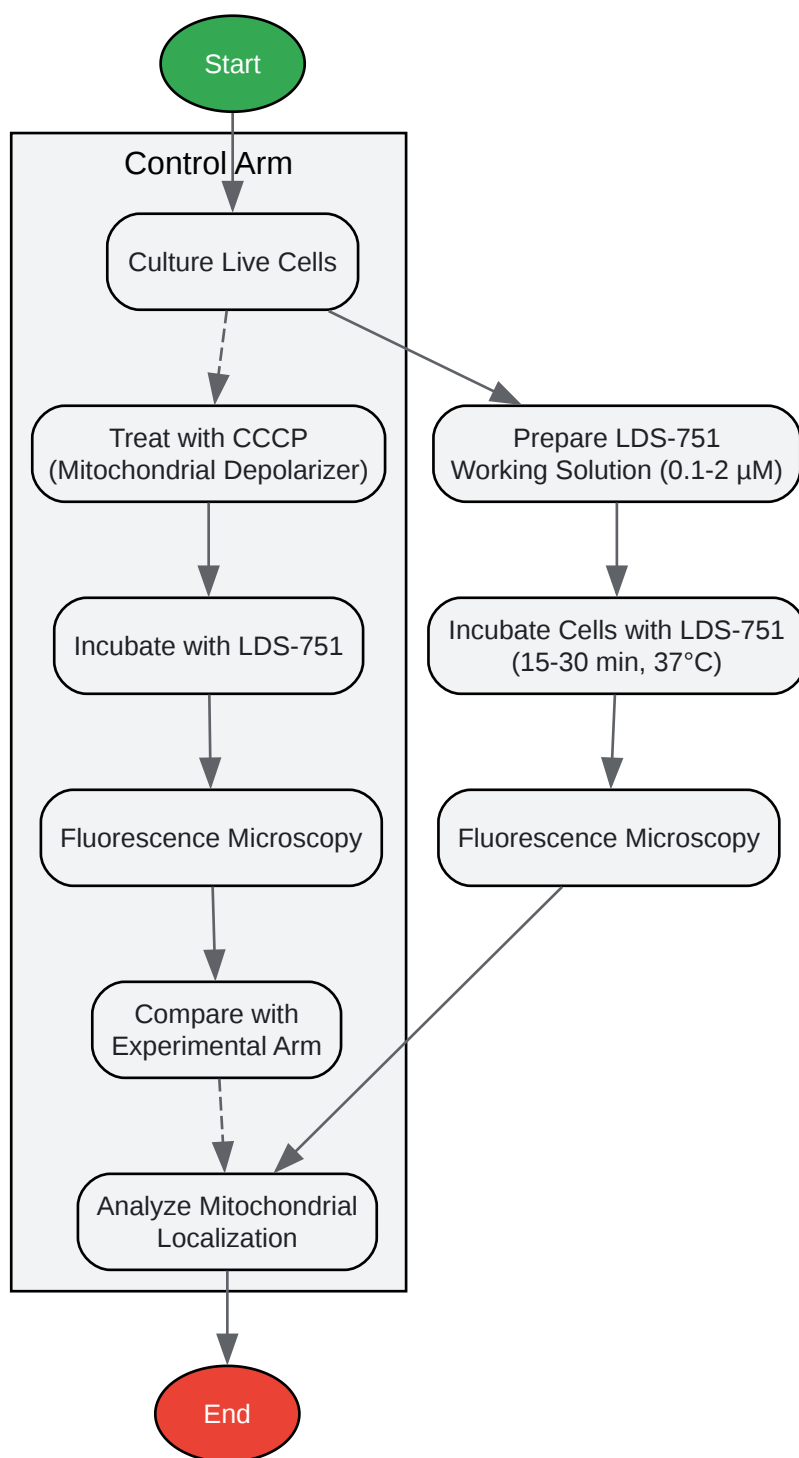 Start
Control Arm
Culture Live Cells
Treat with CCCP
(Mitochondrial Depolarizer)
Prepare LDS-751
Working Solution (0.1-2 µM)
Incubate with LDS-751
Incubate Cells with LDS-751
(15-30 min, 37°C)
Fluorescence Microscopy
Fluorescence Microscopy
Compare with
Experimental Arm
Analyze Mitochondrial
Localization
End